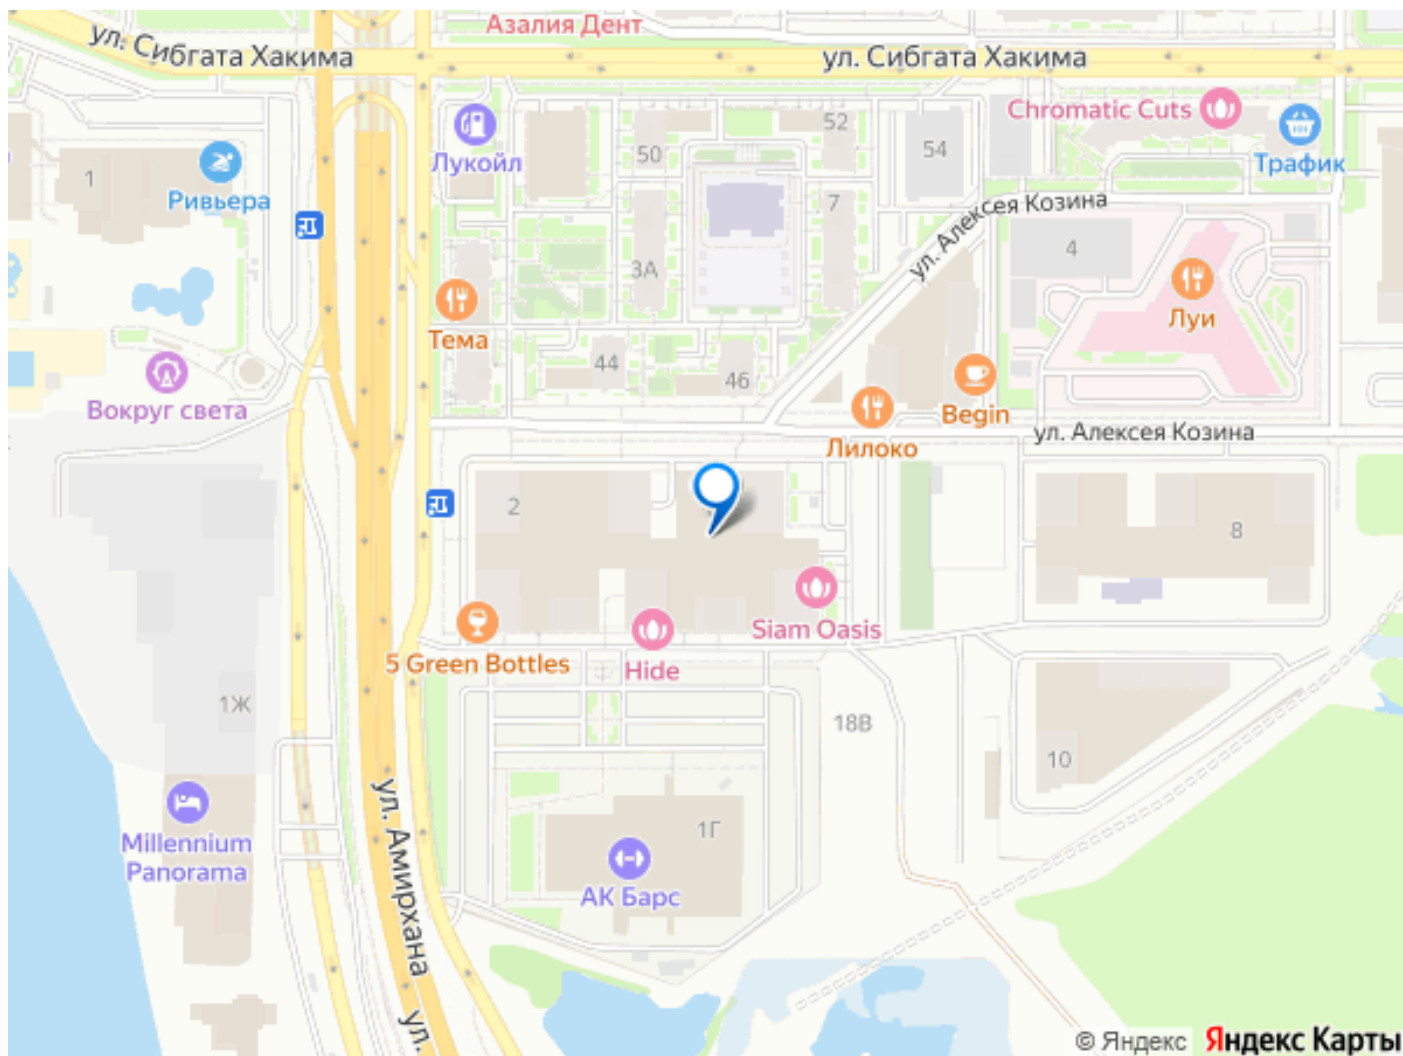 Азалия Дент
ул. Сибгата Хакима
ул. Сибгата Хакима
Chromatic Cuts
52
Лукойл
50
54
Трафик
1
Ривьера
7
ул. Алексея Козина
4
3А
Луи
Тема
44
46
Вокруг света
Begin
Лилоко
ул. Алексея Козина
2
8
Siam Oasis
5 Green Bottles
Hide
1Ж
18В
10
ул. Амирхана
Millennium
Panorama
1Г
АК Барс
ул.
© Яндекс Яндекс Карты